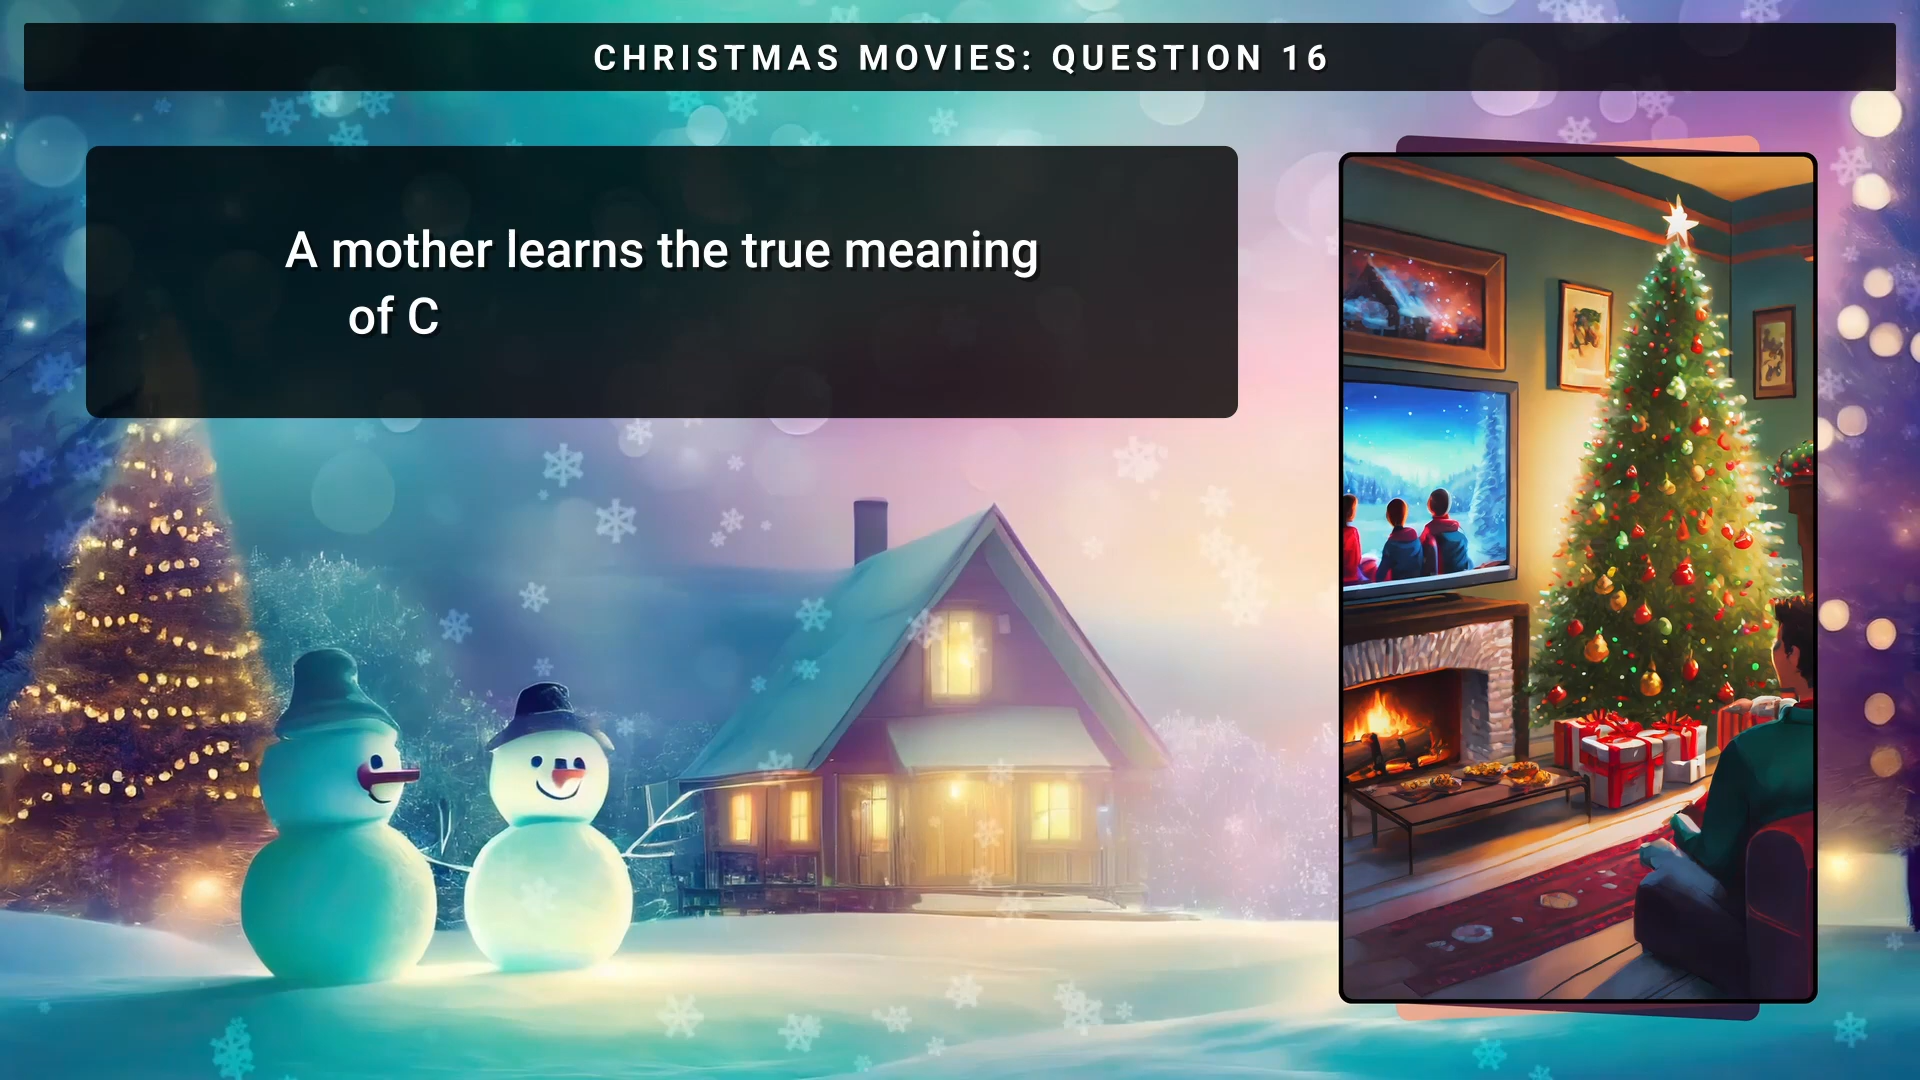 CHRISTMAS MOVIES: QUESTION 16
A mother learns the true meaning
of C